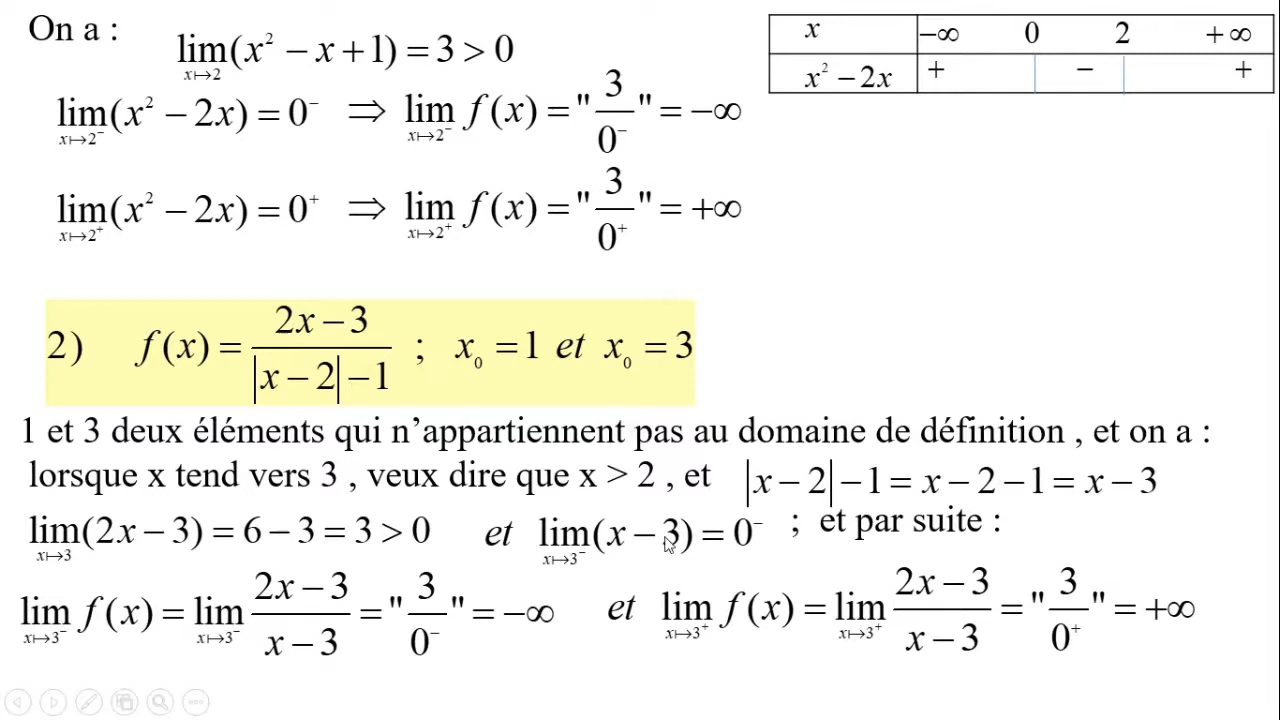 On a :
lim(x² − x + 1) = 3 > 0
x↦2
lim(x² − 2x) = 0⁻ ⇒ lim f(x) = " 3/0⁻ " = −∞
x↦2⁻ x↦2⁻
lim(x² − 2x) = 0⁺ ⇒ lim f(x) = " 3/0⁺ " = +∞
x↦2⁺ x↦2⁺
x −∞ 0 2 +∞
x² − 2x + − +
2) f(x) = (2x − 3)/(|x − 2| − 1) ; x₀ = 1 et x₀ = 3
1 et 3 deux éléments qui n’appartiennent pas au domaine de définition , et on a :
lorsque x tend vers 3 , veux dire que x > 2 , et |x − 2| − 1 = x − 2 − 1 = x − 3
lim(2x − 3) = 6 − 3 = 3 > 0 et lim(x − 3) = 0⁻ ; et par suite :
x↦3 x↦3⁻
lim f(x) = lim (2x − 3)/(x − 3) = " 3/0⁻ " = −∞ et lim f(x) = lim (2x − 3)/(x − 3) = " 3/0⁺ " = +∞
x↦3⁻ x↦3⁻ x↦3⁺ x↦3⁺